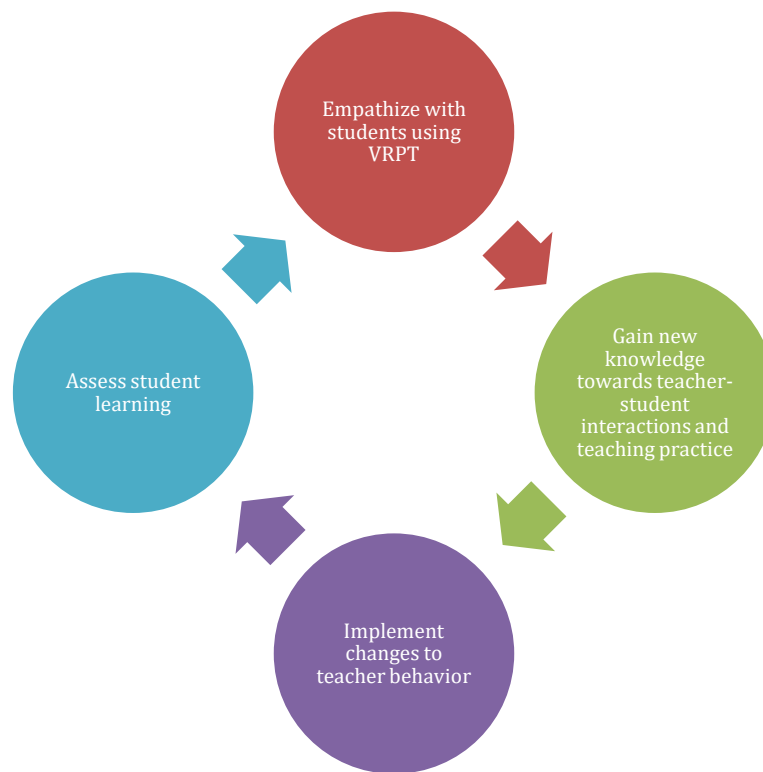 Empathize with
students using
VRPT
Gain new
knowledge
towards teacher-
student
interactions and
teaching practice
Implement
changes to
teacher behavior
Assess student
learning